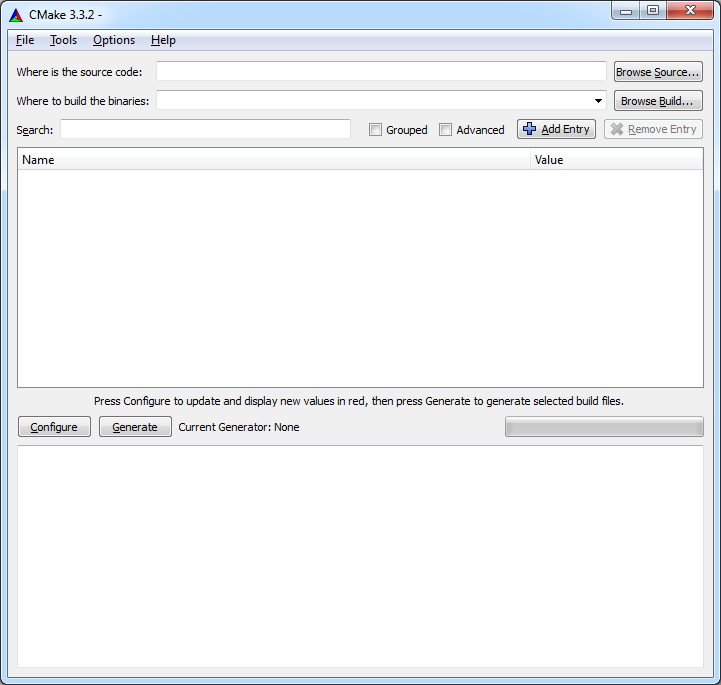 CMake 3.3.2 -
File Tools Options Help
Where is the source code: Browse Source...
Where to build the binaries: Browse Build...
Search: Grouped Advanced Add Entry Remove Entry
Name Value
Press Configure to update and display new values in red, then press Generate to generate selected build files.
Configure Generate Current Generator: None